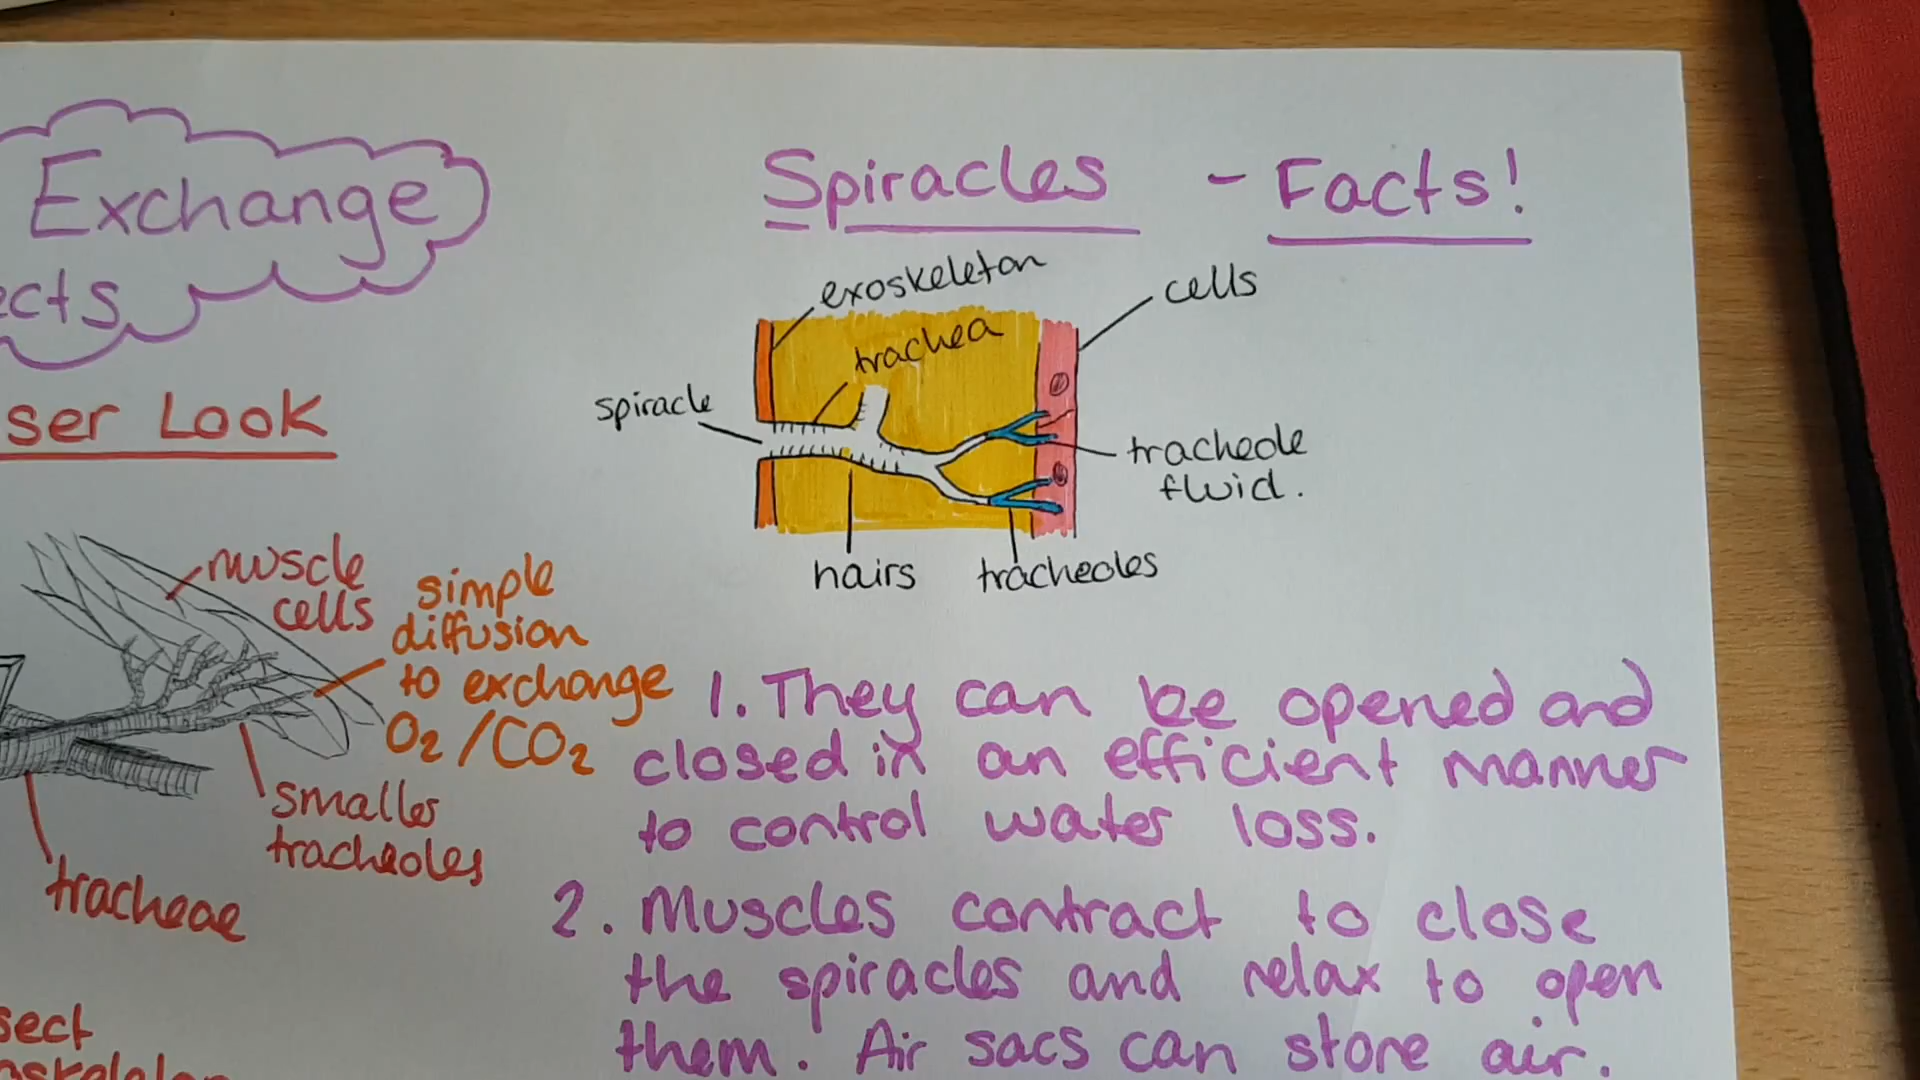 Exchange
ects
ser Look
muscle
cells
simple
diffusion
to exchange
O₂/CO₂
smaller
tracheoles
tracheae
sect
Spiracles - Facts!
exoskeleton
cells
trachea
spiracle
tracheole
fluid.
hairs
tracheoles
1. They can be opened and
closed in an efficient manner
to control water loss.
2. Muscles contract to close
the spiracles and relax to open
them. Air sacs can store air.